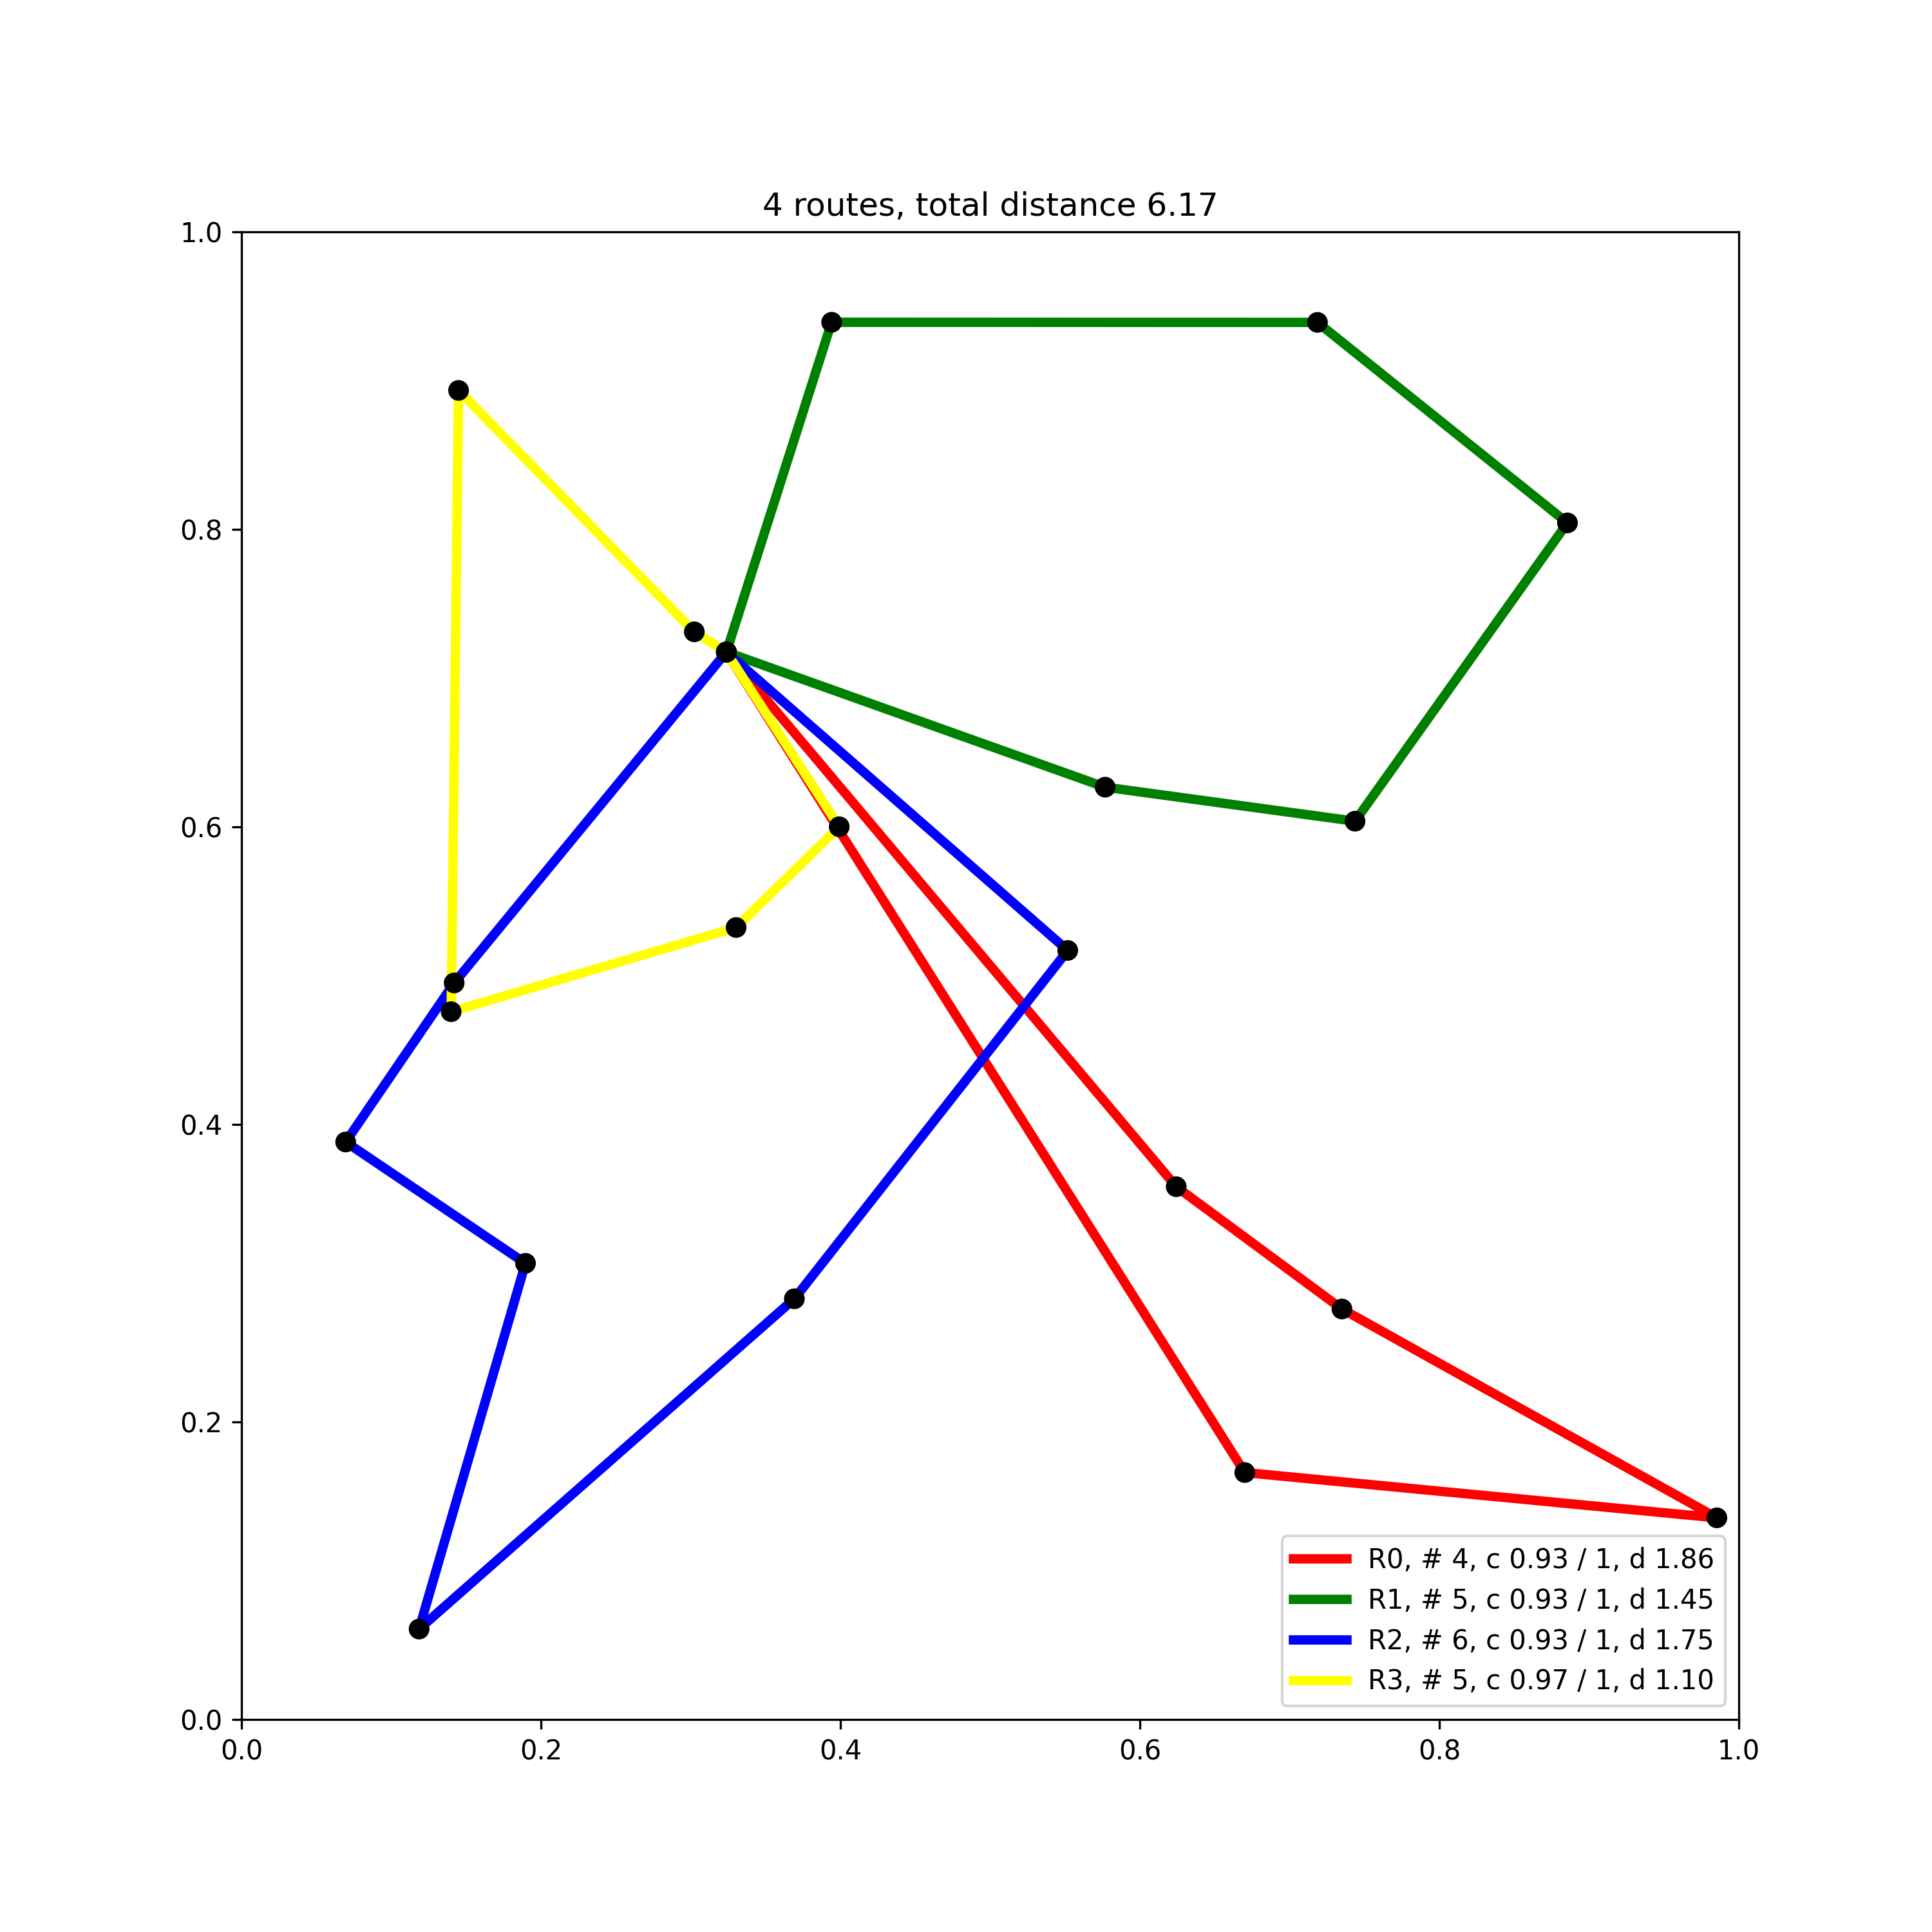 4 routes, total distance 6.17
1.0
0.8
0.6
0.4
0.2
0.0
0.0 0.2 0.4 0.6 0.8 1.0
R0, # 4, c 0.93 / 1, d 1.86
R1, # 5, c 0.93 / 1, d 1.45
R2, # 6, c 0.93 / 1, d 1.75
R3, # 5, c 0.97 / 1, d 1.10